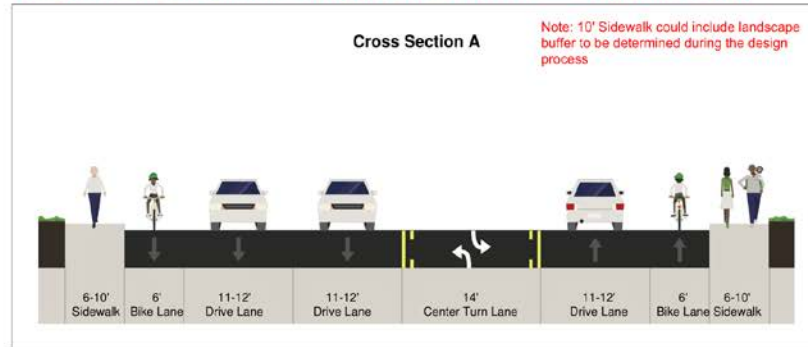 Cross Section A
Note: 10' Sidewalk could include landscape
buffer to be determined during the design
process
6-10'
Sidewalk
6'
Bike Lane
11-12'
Drive Lane
11-12'
Drive Lane
14'
Center Turn Lane
11-12'
Drive Lane
6'
Bike Lane
6-10'
Sidewalk